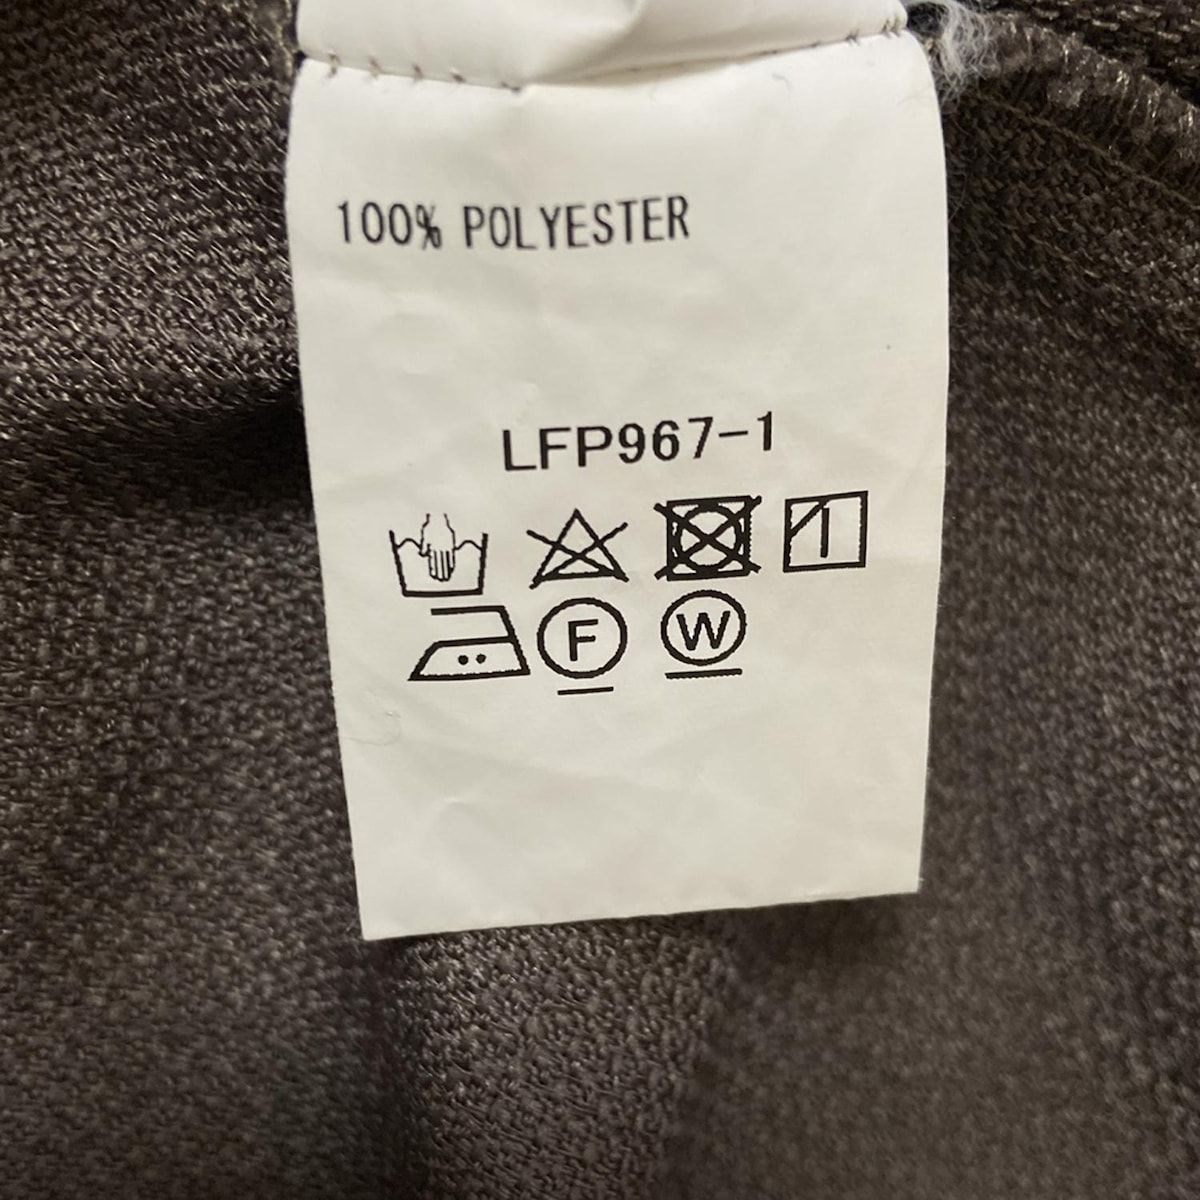 100% POLYESTER
LFP967-1
F W